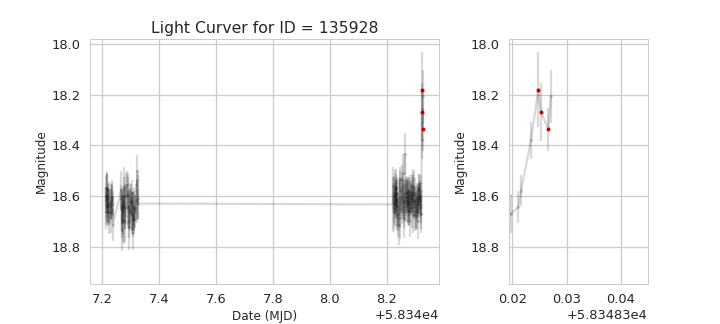 Light Curver for ID = 135928
18.0
18.2
18.4
18.6
18.8
Magnitude
7.2 7.4 7.6 7.8 8.0 8.2
Date (MJD)
+5.834e4
18.0
18.2
18.4
18.6
18.8
Magnitude
0.02 0.03 0.04
+5.83483e4